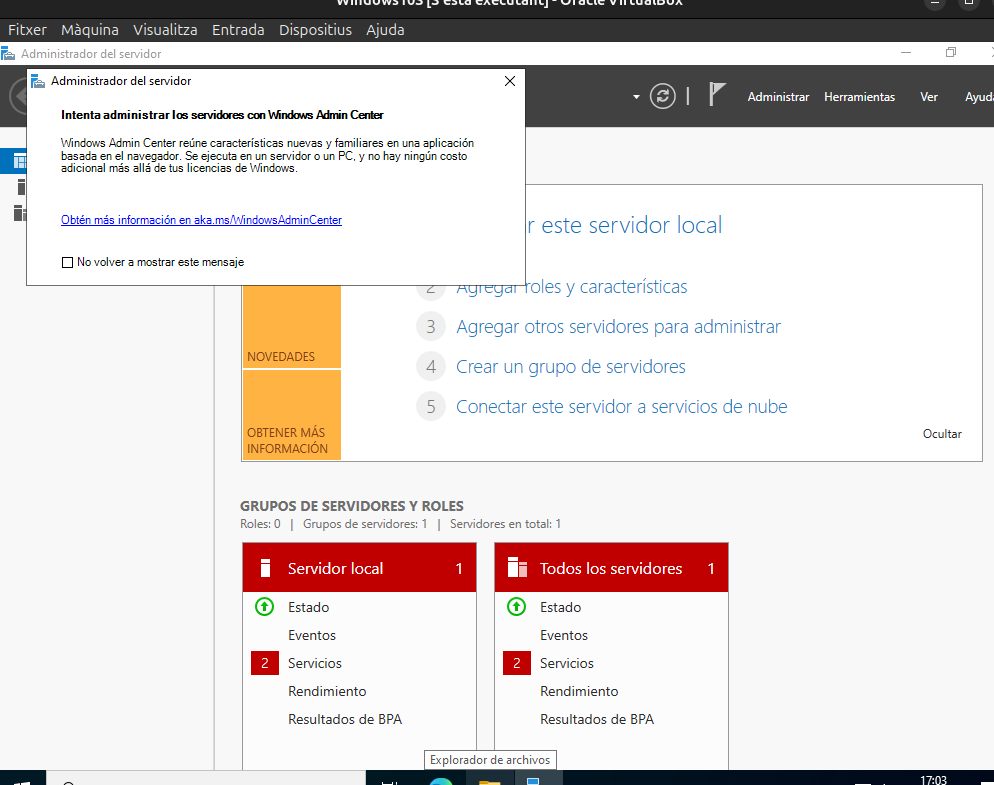 Windows103 [S'està executant] - Oracle VirtualBox
Fitxer Màquina Visualitza Entrada Dispositius Ajuda
Administrador del servidor
Administrador del servidor
Intenta administrar los servidores con Windows Admin Center
Windows Admin Center reúne características nuevas y familiares en una aplicación
basada en el navegador. Se ejecuta en un servidor o un PC, y no hay ningún costo
adicional más allá de tus licencias de Windows.
Obtén más información en aka.ms/WindowsAdminCenter
No volver a mostrar este mensaje
Administrar Herramientas Ver Ayuda
r este servidor local
2 Agregar roles y características
3 Agregar otros servidores para administrar
4 Crear un grupo de servidores
5 Conectar este servidor a servicios de nube
NOVEDADES
OBTENER MÁS
INFORMACIÓN
Ocultar
GRUPOS DE SERVIDORES Y ROLES
Roles: 0 | Grupos de servidores: 1 | Servidores en total: 1
Servidor local 1
Estado
Eventos
2 Servicios
Rendimiento
Resultados de BPA
Todos los servidores 1
Estado
Eventos
2 Servicios
Rendimiento
Resultados de BPA
Explorador de archivos
17:03